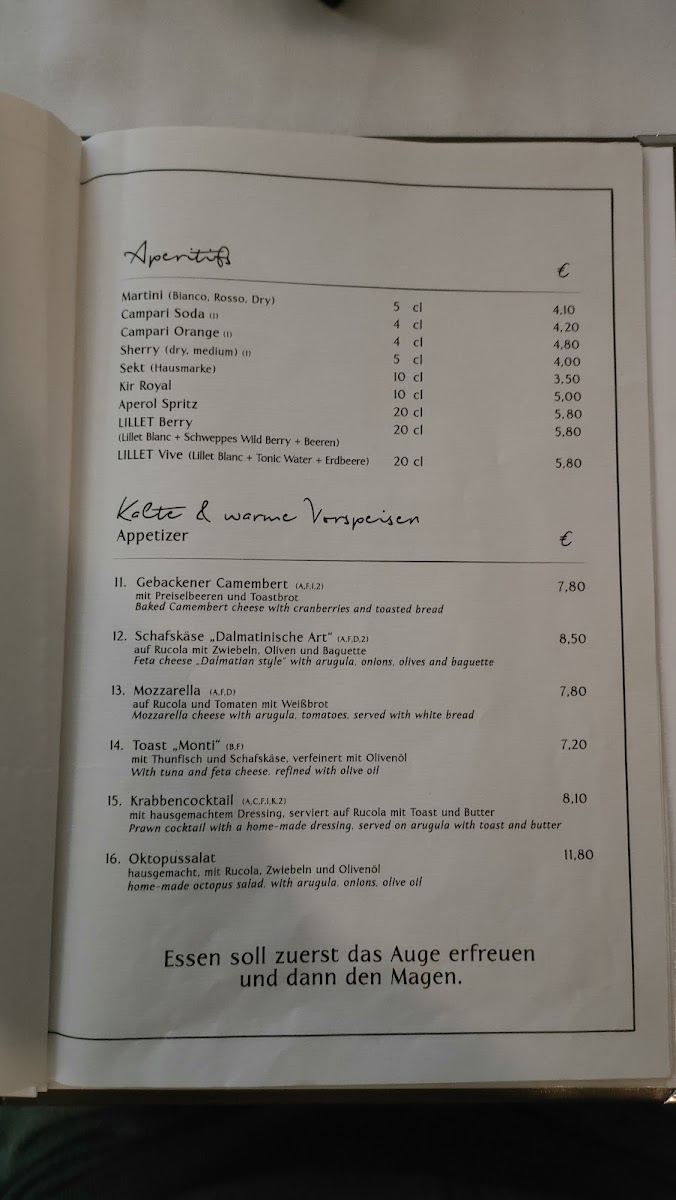 Aperitifs €
Martini (Bianco, Rosso, Dry) 5 cl 4,10
Campari Soda (1) 4 cl 4,20
Campari Orange (1) 4 cl 4,80
Sherry (dry, medium) (1) 5 cl 4,00
Sekt (Hausmarke) 10 cl 3,50
Kir Royal 10 cl 5,00
Aperol Spritz 20 cl 5,80
LILLET Berry 20 cl 5,80
(Lillet Blanc + Schweppes Wild Berry + Beeren)
LILLET Vive (Lillet Blanc + Tonic Water + Erdbeere) 20 cl 5,80
Kalte & warme Vorspeisen
Appetizer €
11. Gebackener Camembert (A,F,1,2) 7,80
mit Preiselbeeren und Toastbrot
Baked Camembert cheese with cranberries and toasted bread
12. Schafskäse „Dalmatinische Art“ (A,F,D,2) 8,50
auf Rucola mit Zwiebeln, Oliven und Baguette
Feta cheese „Dalmatian style“ with arugula, onions, olives and baguette
13. Mozzarella (A,F,D) 7,80
auf Rucola und Tomaten mit Weißbrot
Mozzarella cheese with arugula, tomatoes, served with white bread
14. Toast „Monti“ (B,F) 7,20
mit Thunfisch und Schafskäse, verfeinert mit Olivenöl
With tuna and feta cheese, refined with olive oil
15. Krabbencocktail (A,C,F,1,K,2) 8,10
mit hausgemachtem Dressing, serviert auf Rucola mit Toast und Butter
Prawn cocktail with a home-made dressing, served on arugula with toast and butter
16. Oktopussalat 11,80
hausgemacht, mit Rucola, Zwiebeln und Olivenöl
home-made octopus salad, with arugula, onions, olive oil
Essen soll zuerst das Auge erfreuen
und dann den Magen.